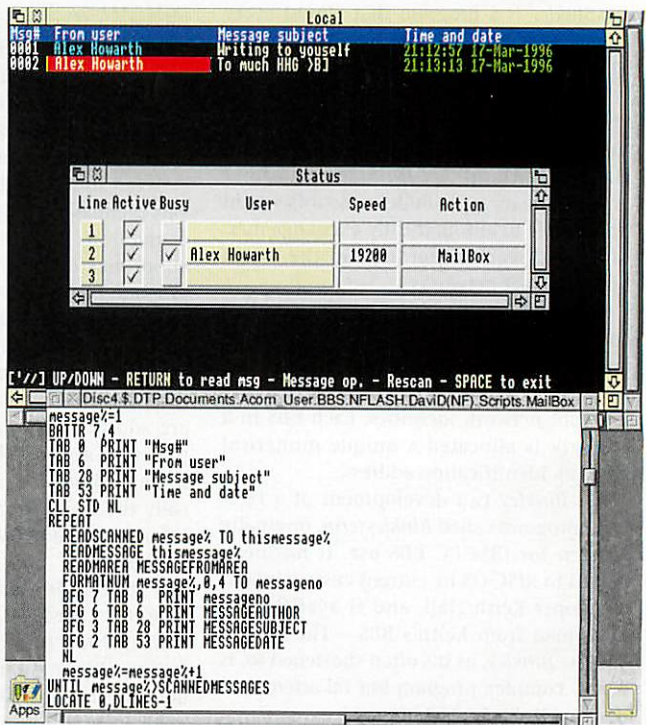 Local
Msg# From user Message subject Time and date
0001 Alex Howarth Writing to youself 21:12:57 17-Mar-1996
0002 Alex Howarth To much HHG )B] 21:13:13 17-Mar-1996
Status
Line Active Busy User Speed Action
1
2 Alex Howarth 19200 MailBox
3
['//] UP/DOWN - RETURN to read msg - Message op. - Rescan - SPACE to exit
Disc4.$.DTP.Documents.Acorn_User.BBS.NFLASH.DaviD(NF).Scripts.MailBox
message%=1
BATTR 7,4
TAB 0 PRINT "Msg#"
TAB 6 PRINT "From user"
TAB 28 PRINT "Message subject"
TAB 53 PRINT "Time and date"
CLL STD NL
REPEAT
READSCANNED message% TO thismessage%
READMESSAGE thismessage%
READMAREA MESSAGEFROMAREA
FORMATNUM message%,0,4 TO messageno
BFG 7 TAB 0 PRINT messageno
BFG 6 TAB 6 PRINT MESSAGEAUTHOR
BFG 3 TAB 28 PRINT MESSAGESUBJECT
BFG 2 TAB 53 PRINT MESSAGEDATE
NL
message%=message%+1
UNTIL message%>SCANNEDMESSAGES
LOCATE 0,DLINES-1
Apps